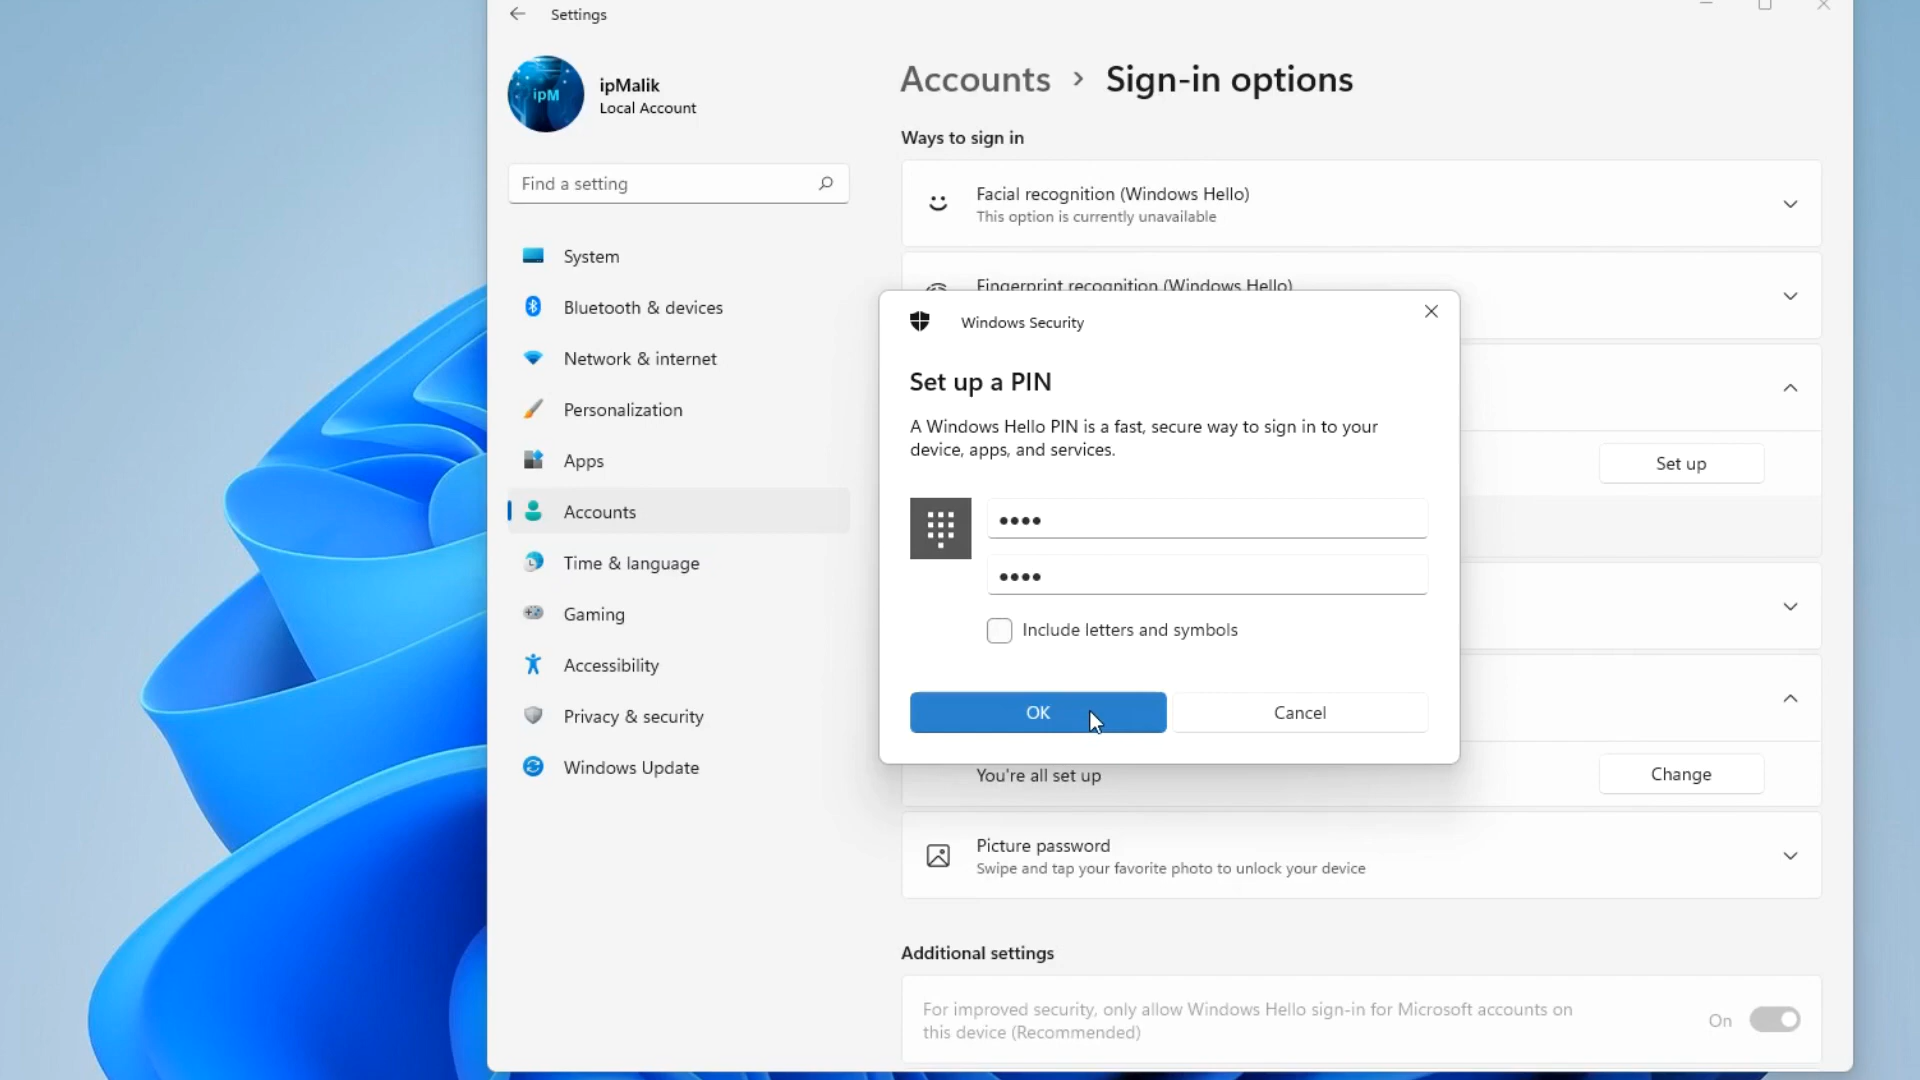 Settings
ipM
ipMalik
Local Account
Find a setting
System
Bluetooth & devices
Network & internet
Personalization
Apps
Accounts
Time & language
Gaming
Accessibility
Privacy & security
Windows Update
Accounts > Sign-in options
Ways to sign in
Facial recognition (Windows Hello)
This option is currently unavailable
Fingerprint recognition (Windows Hello)
Windows Security
Set up a PIN
A Windows Hello PIN is a fast, secure way to sign in to your
device, apps, and services.
Include letters and symbols
OK
Cancel
Set up
You're all set up
Change
Picture password
Swipe and tap your favorite photo to unlock your device
Additional settings
For improved security, only allow Windows Hello sign-in for Microsoft accounts on
this device (Recommended)
On